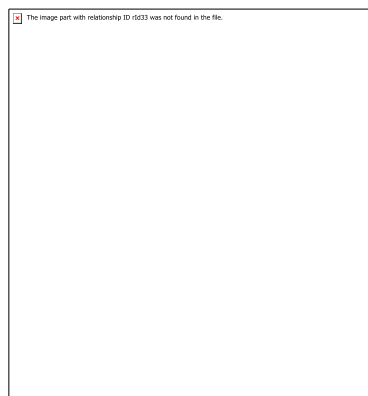 The image part with relationship ID rId33 was not found in the file.